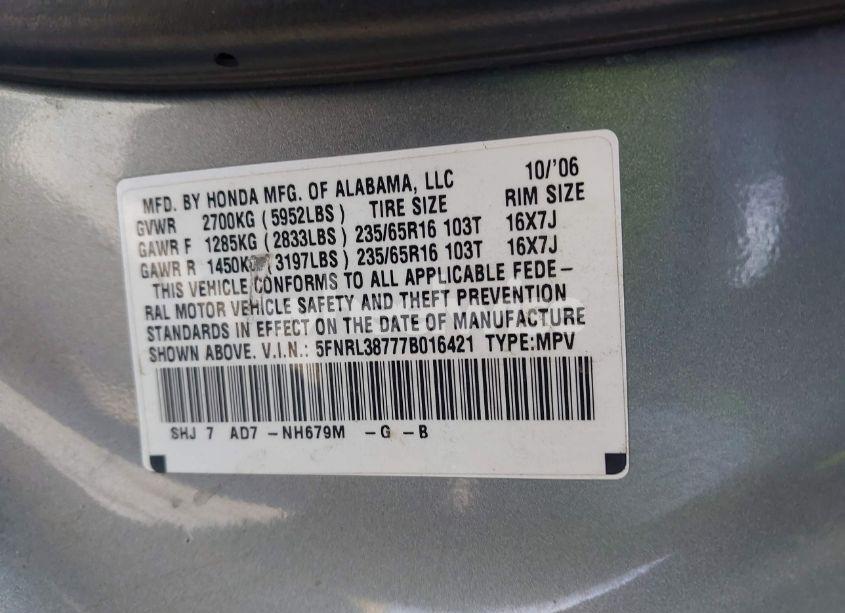 MFD. BY HONDA MFG. OF ALABAMA, LLC 10/'06
GVWR 2700KG (5952LBS) TIRE SIZE RIM SIZE
GAWR F 1285KG (2833LBS) 235/65R16 103T 16X7J
GAWR R 1450KG (3197LBS) 235/65R16 103T 16X7J
THIS VEHICLE CONFORMS TO ALL APPLICABLE FEDE-
RAL MOTOR VEHICLE SAFETY AND THEFT PREVENTION
STANDARDS IN EFFECT ON THE DATE OF MANUFACTURE
SHOWN ABOVE. V.I.N.: 5FNRL38777B016421 TYPE:MPV
SHJ 7 AD7 -NH679M -G -B